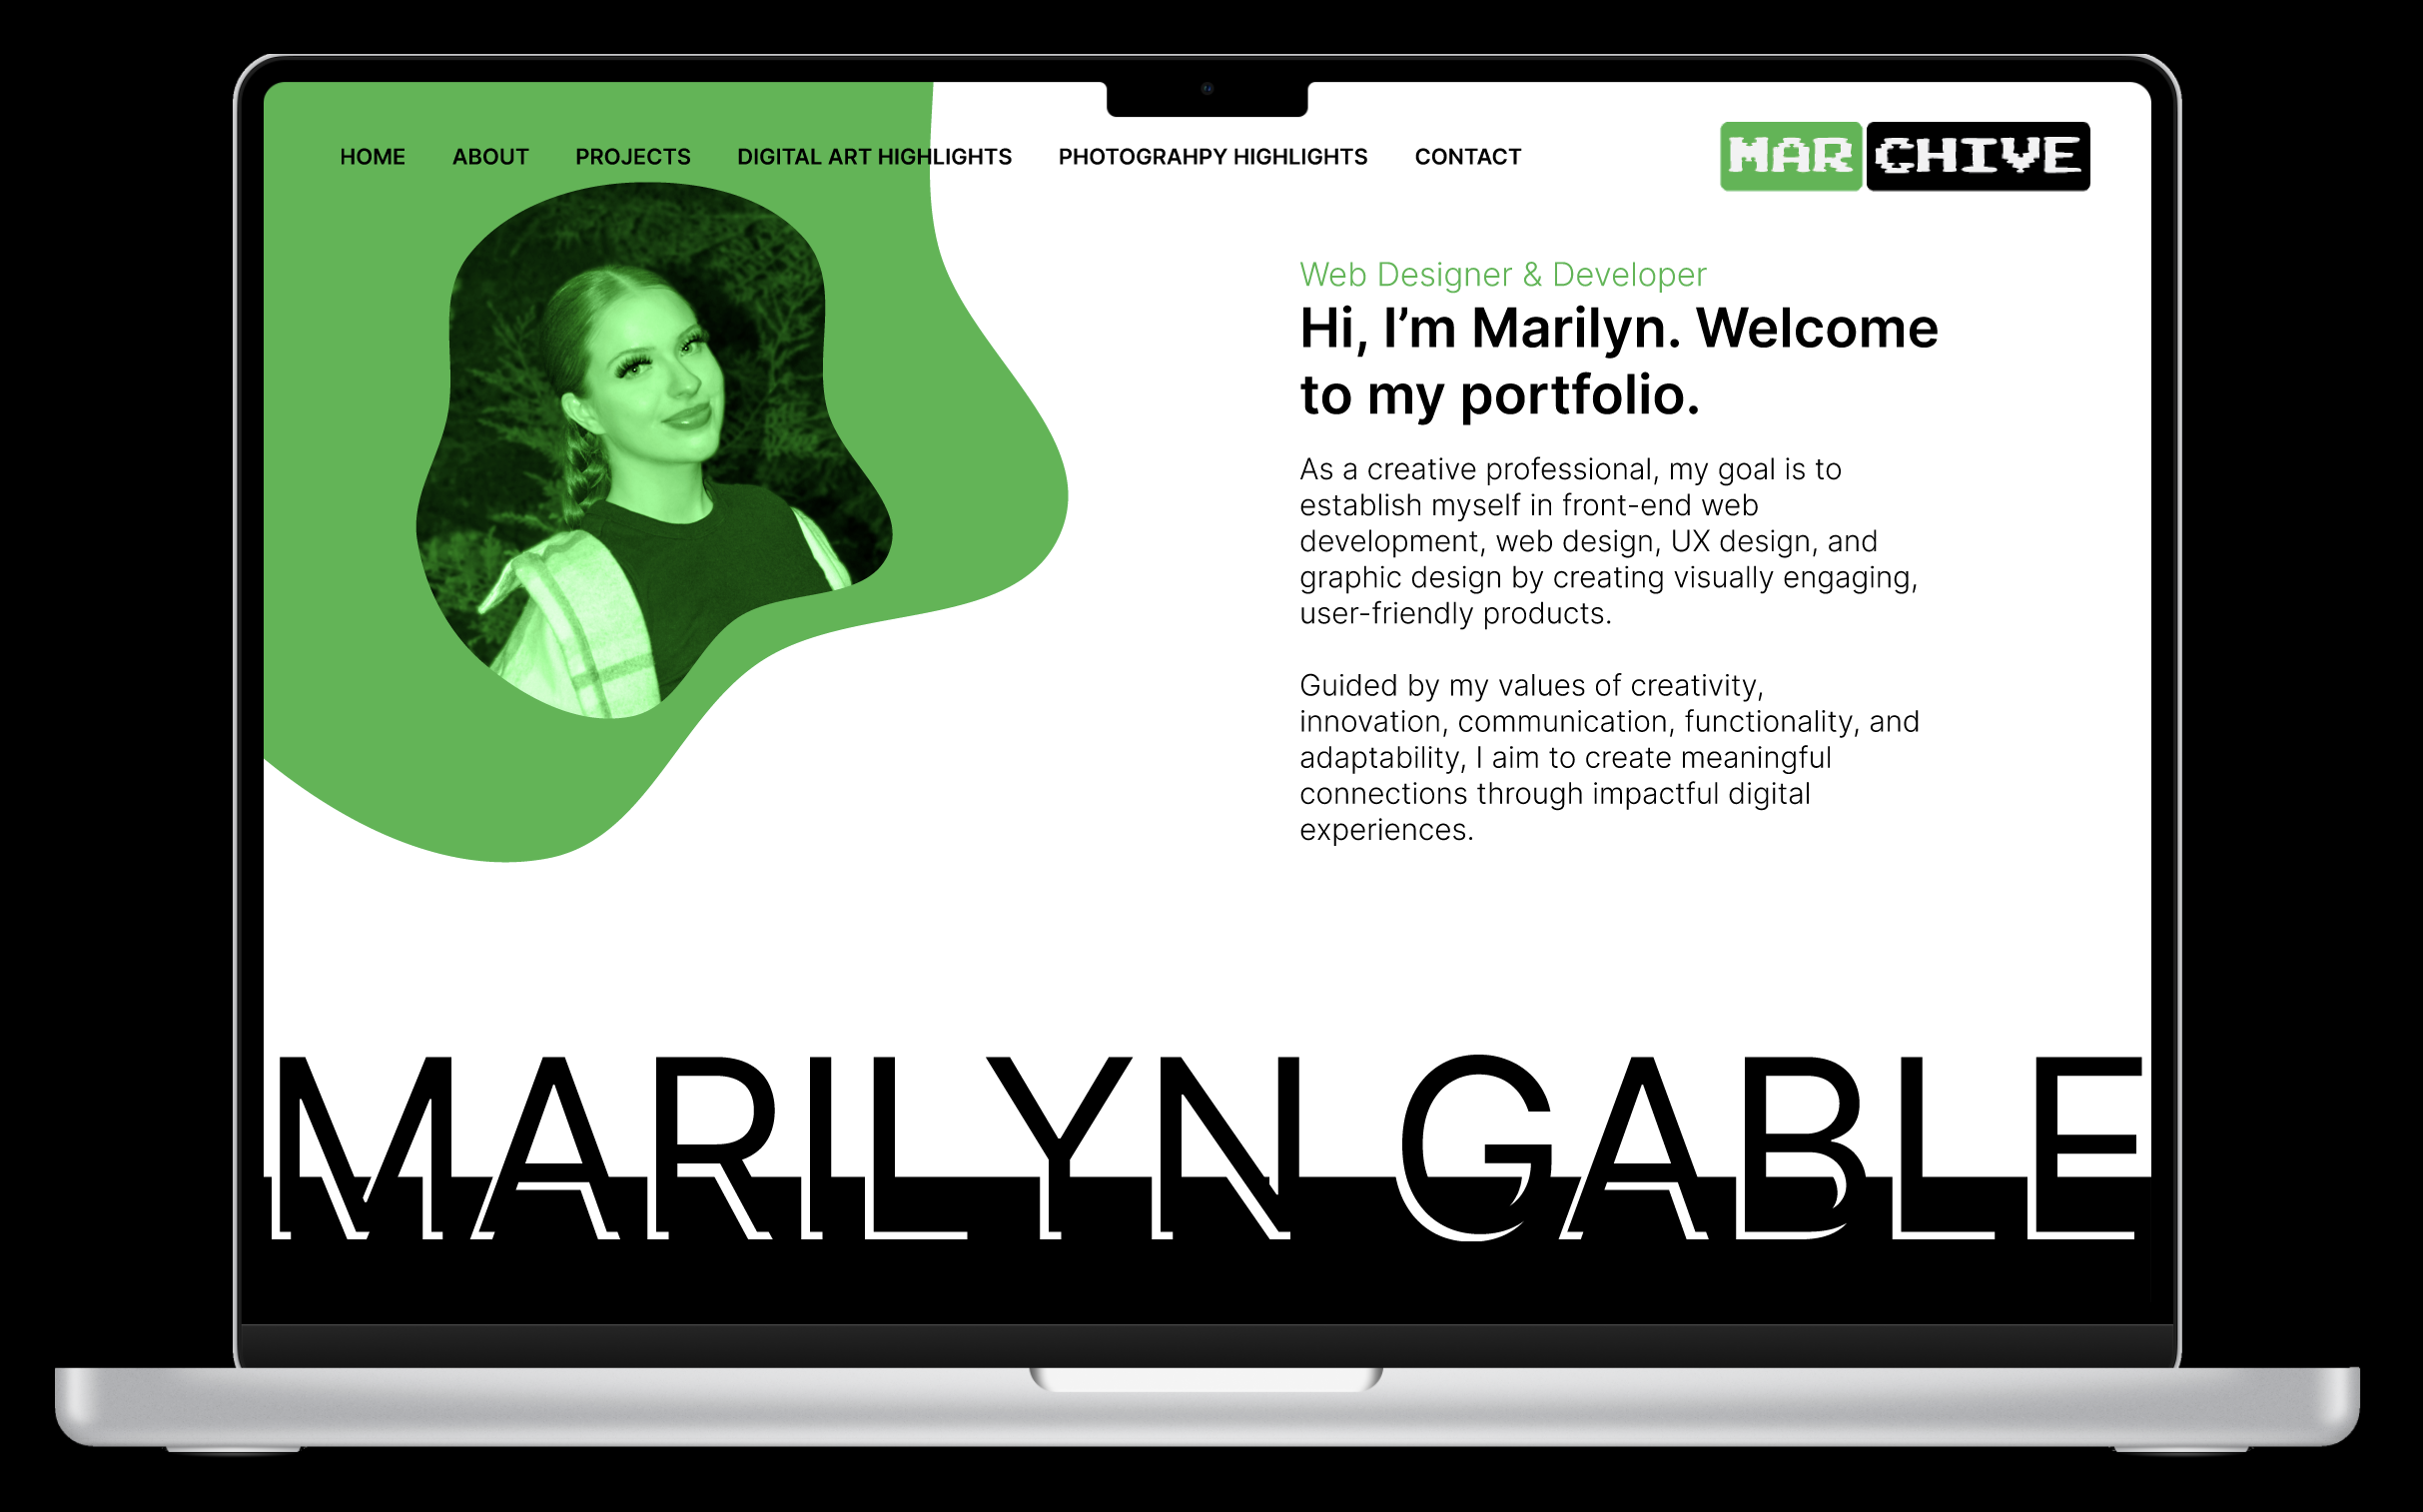 HOME ABOUT PROJECTS DIGITAL ART HIGHLIGHTS PHOTOGRAHPY HIGHLIGHTS CONTACT
MAR CHIVE
Web Designer & Developer
Hi, I’m Marilyn. Welcome
to my portfolio.
As a creative professional, my goal is to
establish myself in front-end web
development, web design, UX design, and
graphic design by creating visually engaging,
user-friendly products.
Guided by my values of creativity,
innovation, communication, functionality, and
adaptability, I aim to create meaningful
connections through impactful digital
experiences.
MARILYN GABLE